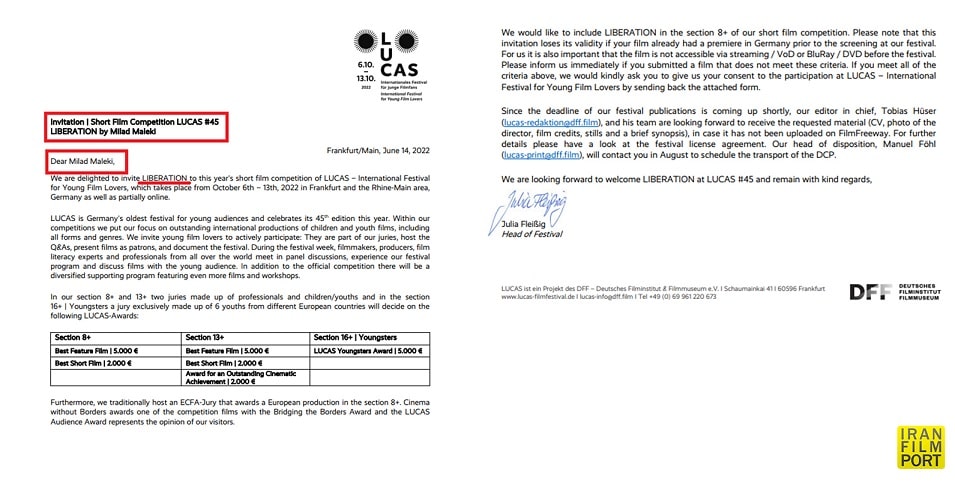 LUCAS
6.10.
–
13.10.
2022
Internationales Festival
für junge Filmfans
International Festival
for Young Film Lovers
Invitation | Short Film Competition LUCAS #45
LIBERATION by Milad Maleki
Frankfurt/Main, June 14, 2022
Dear Milad Maleki,
We are delighted to invite LIBERATION to this year's short film competition of LUCAS – International Festival
for Young Film Lovers, which takes place from October 6th – 13th, 2022 in Frankfurt and the Rhine-Main area,
Germany as well as partially online.
LUCAS is Germany's oldest festival for young audiences and celebrates its 45th edition this year. Within our
competitions we put our focus on outstanding international productions of children and youth films, including
all forms and genres. We invite young film lovers to actively participate: They are part of our juries, host the
Q&As, present films as patrons, and document the festival. During the festival week, filmmakers, producers, film
literacy experts and professionals from all over the world meet in panel discussions, experience our festival
program and discuss films with the young audience. In addition to the official competition there will be a
diversified supporting program featuring even more films and workshops.
In our section 8+ and 13+ two juries made up of professionals and children/youths and in the section
16+ | Youngsters a jury exclusively made up of 6 youths from different European countries will decide on the
following LUCAS-Awards:
Section 8+ Section 13+ Section 16+ | Youngsters
Best Feature Film | 5.000 € Best Feature Film | 5.000 € LUCAS Youngsters Award | 5.000 €
Best Short Film | 2.000 € Best Short Film | 2.000 €
Award for an Outstanding Cinematic
Achievement | 2.000 €
Furthermore, we traditionally host an ECFA-Jury that awards a European production in the section 8+. Cinema
without Borders awards one of the competition films with the Bridging the Borders Award and the LUCAS
Audience Award represents the opinion of our visitors.
We would like to include LIBERATION in the section 8+ of our short film competition. Please note that this
invitation loses its validity if your film already had a premiere in Germany prior to the screening at our festival.
For us it is also important that the film is not accessible via streaming / VoD or BluRay / DVD before the festival.
Please inform us immediately if you submitted a film that does not meet these criteria. If you meet all of the
criteria above, we would kindly ask you to give us your consent to the participation at LUCAS – International
Festival for Young Film Lovers by sending back the attached form.
Since the deadline of our festival publications is coming up shortly, our editor in chief, Tobias Hüser
(lucas-redaktion@dff.film), and his team are looking forward to receive the requested material (CV, photo of the
director, film credits, stills and a brief synopsis), in case it has not been uploaded on FilmFreeway. For further
details please have a look at the festival license agreement. Our head of disposition, Manuel Föhl
(lucas-print@dff.film), will contact you in August to schedule the transport of the DCP.
We are looking forward to welcome LIBERATION at LUCAS #45 and remain with kind regards,
Julia Fleißig
Julia Fleißig
Head of Festival
LUCAS ist ein Projekt des DFF – Deutsches Filminstitut & Filmmuseum e.V. I Schaumainkai 41 I 60596 Frankfurt
www.lucas-filmfestival.de I lucas-info@dff.film I Tel +49 (0) 69 961 220 673
DFF DEUTSCHES
FILMINSTITUT
FILMMUSEUM
IRAN
FILM
PORT